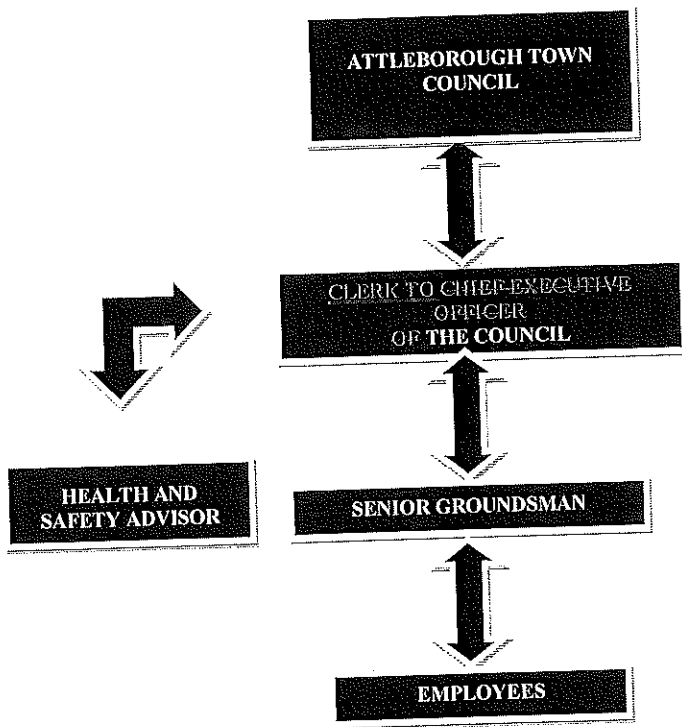 ATTLEBOROUGH TOWN
COUNCIL
CLERK TO CHIEF EXECUTIVE
OFFICER
OF THE COUNCIL
HEALTH AND
SAFETY ADVISOR
SENIOR GROUNDSMAN
EMPLOYEES